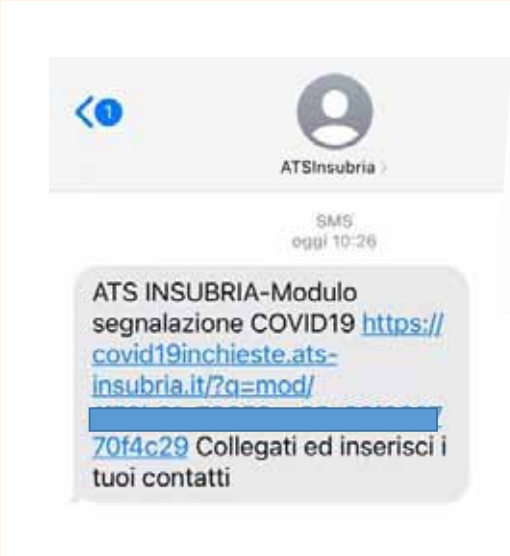 1
ATSInsubria
SMS
oggi 10:26
ATS INSUBRIA-Modulo
segnalazione COVID19 https://
covid19inchieste.ats-
insubria.it/?q=mod/
70f4c29 Collegati ed inserisci i
tuoi contatti